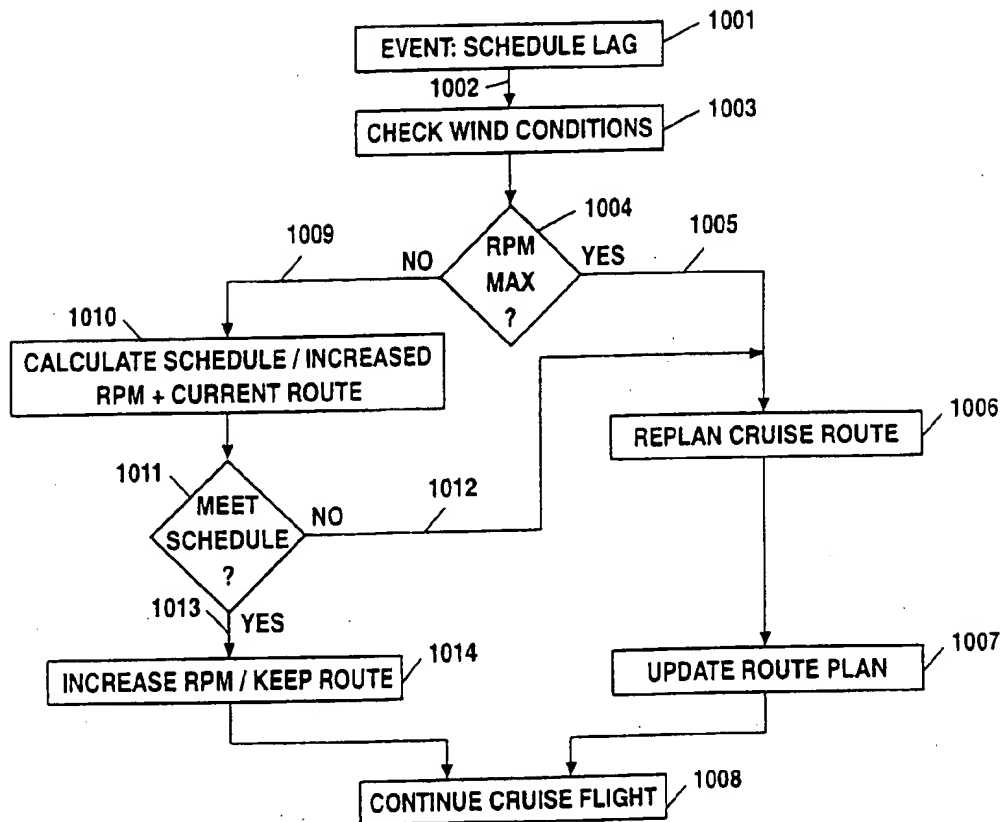 1001
EVENT: SCHEDULE LAG
1002
1003
CHECK WIND CONDITIONS
1004
1009
1005
NO
RPM
MAX
?
YES
1010
CALCULATE SCHEDULE / INCREASED
RPM + CURRENT ROUTE
1006
REPLAN CRUISE ROUTE
1011
1012
MEET
SCHEDULE
?
NO
1013
YES
1014
INCREASE RPM / KEEP ROUTE
1007
UPDATE ROUTE PLAN
1008
CONTINUE CRUISE FLIGHT